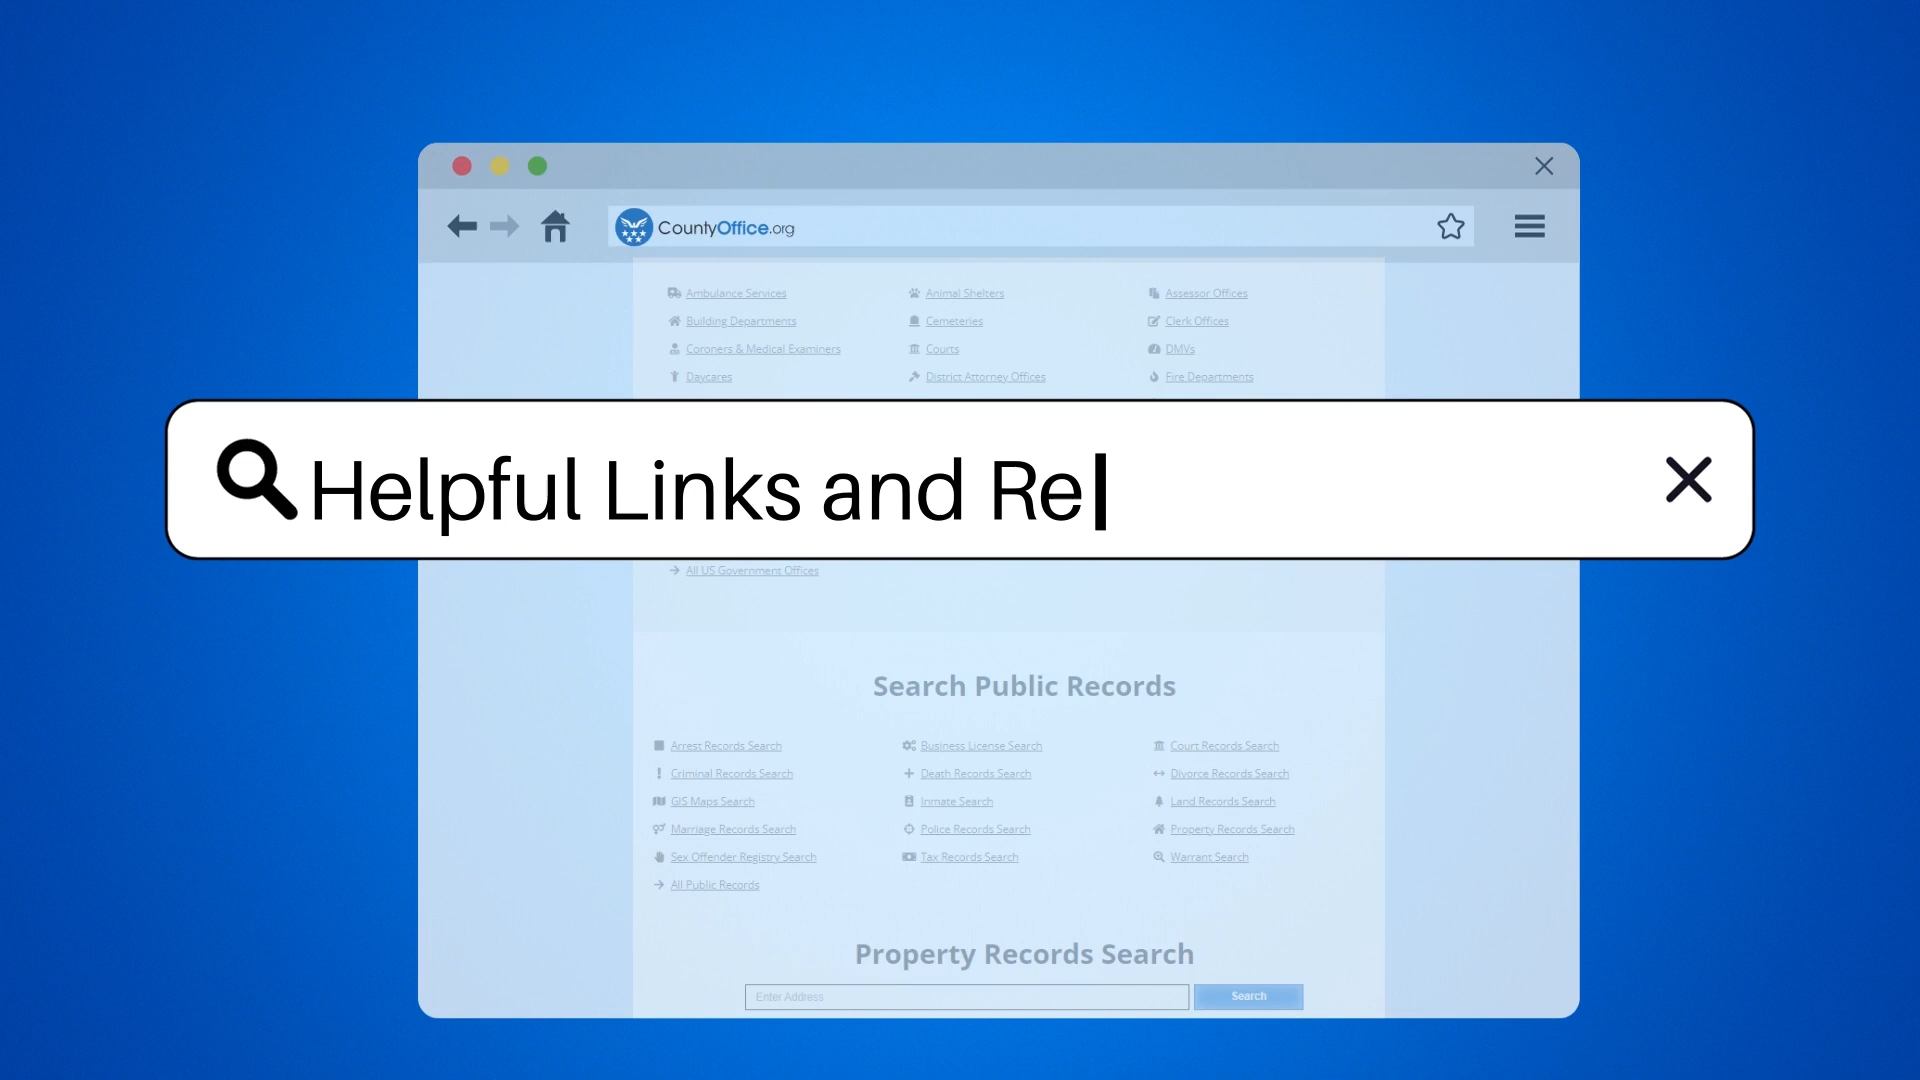 CountyOffice.org
Ambulance Services Animal Shelters Assessor Offices
Building Departments Cemeteries Clerk Offices
Coroners & Medical Examiners Courts DMVs
Daycares District Attorney Offices Fire Departments
Helpful Links and Re
All US Government Offices
Search Public Records
Arrest Records Search Business License Search Court Records Search
Criminal Records Search Death Records Search Divorce Records Search
GIS Maps Search Inmate Search Land Records Search
Marriage Records Search Police Records Search Property Records Search
Sex Offender Registry Search Tax Records Search Warrant Search
All Public Records
Property Records Search
Enter Address Search